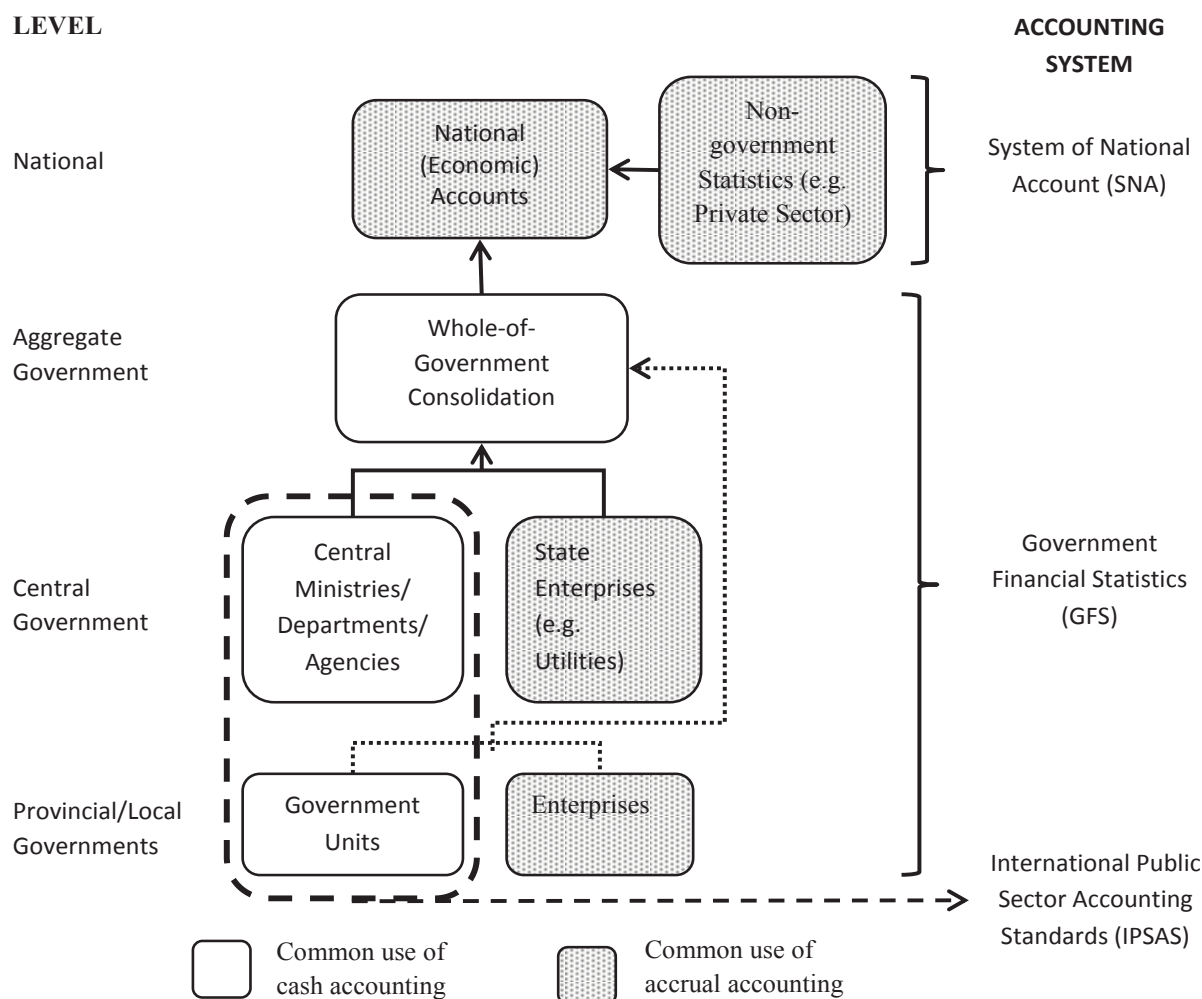 LEVEL
ACCOUNTING
SYSTEM
National
National
(Economic)
Accounts
Non-
government
Statistics (e.g.
Private Sector)
System of National
Account (SNA)
Aggregate
Government
Whole-of-
Government
Consolidation
Central
Government
Central
Ministries/
Departments/
Agencies
State
Enterprises
(e.g.
Utilities)
Government
Financial Statistics
(GFS)
Provincial/Local
Governments
Government
Units
Enterprises
International Public
Sector Accounting
Standards (IPSAS)
Common use of
cash accounting
Common use of
accrual accounting